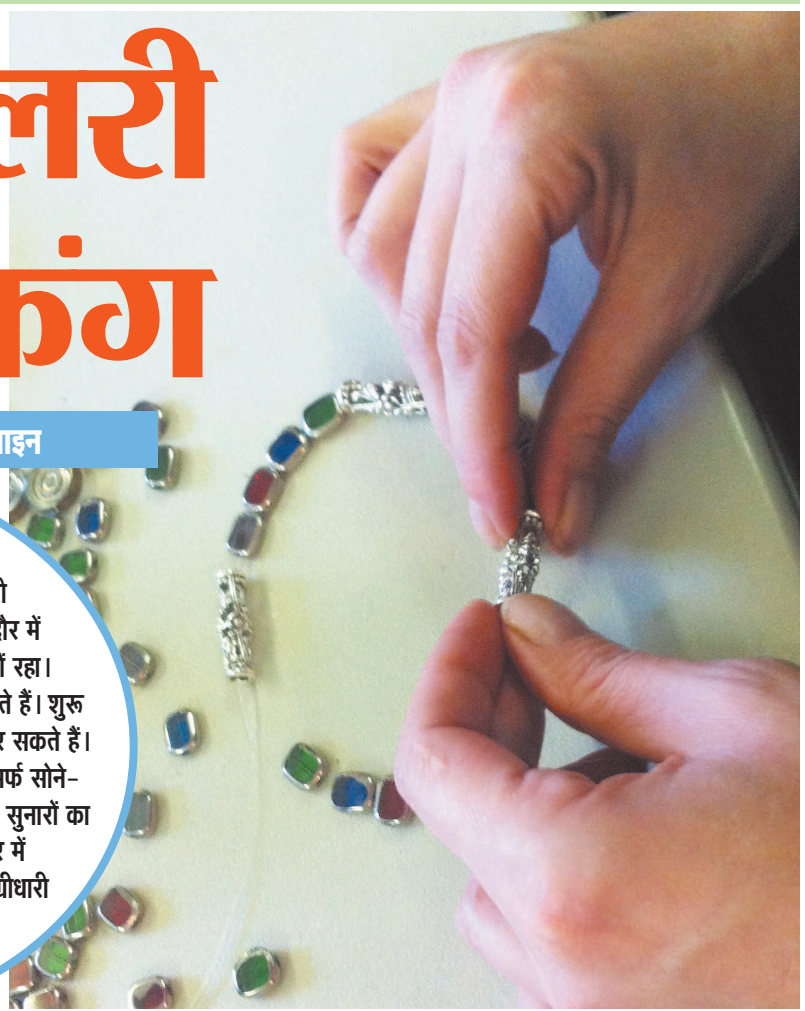 लरी
कंग
इन
दौर में
रहा।
ते हैं। शुरू
सकते हैं।
सोने-
सुनारों का
में